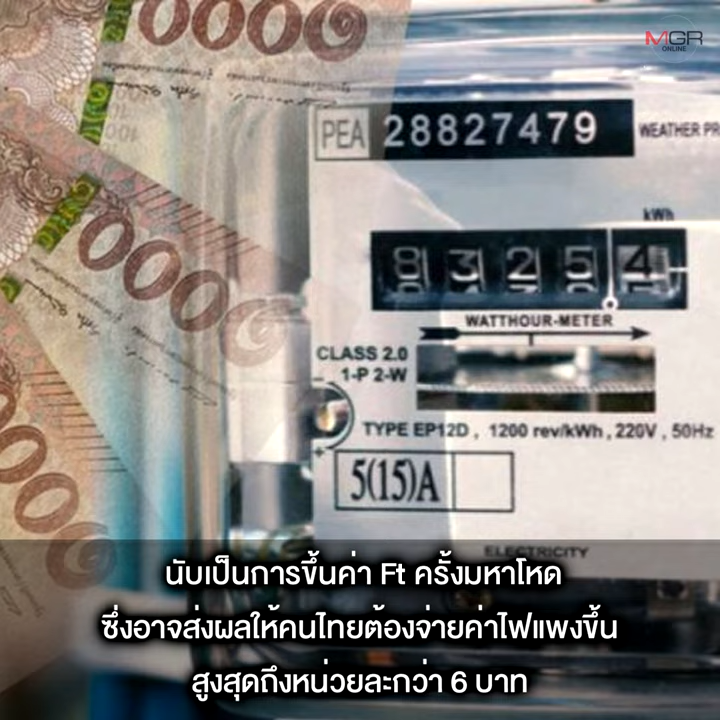 0000
1000
0000
0000
MGR
ONLINE
PEA 28827479 WEATHER PR
kWh
83254
WATTHOUR-METER
CLASS 2.0
1-P 2-W
TYPE EP12D , 1200 rev/kWh , 220V , 50Hz
5(15)A
ELECTRICITY
นับเป็นการขึ้นค่า Ft ครั้งมหาโหด
ซึ่งอาจส่งผลให้คนไทยต้องจ่ายค่าไฟแพงขึ้น
สูงสุดถึงหน่วยละกว่า 6 บาท